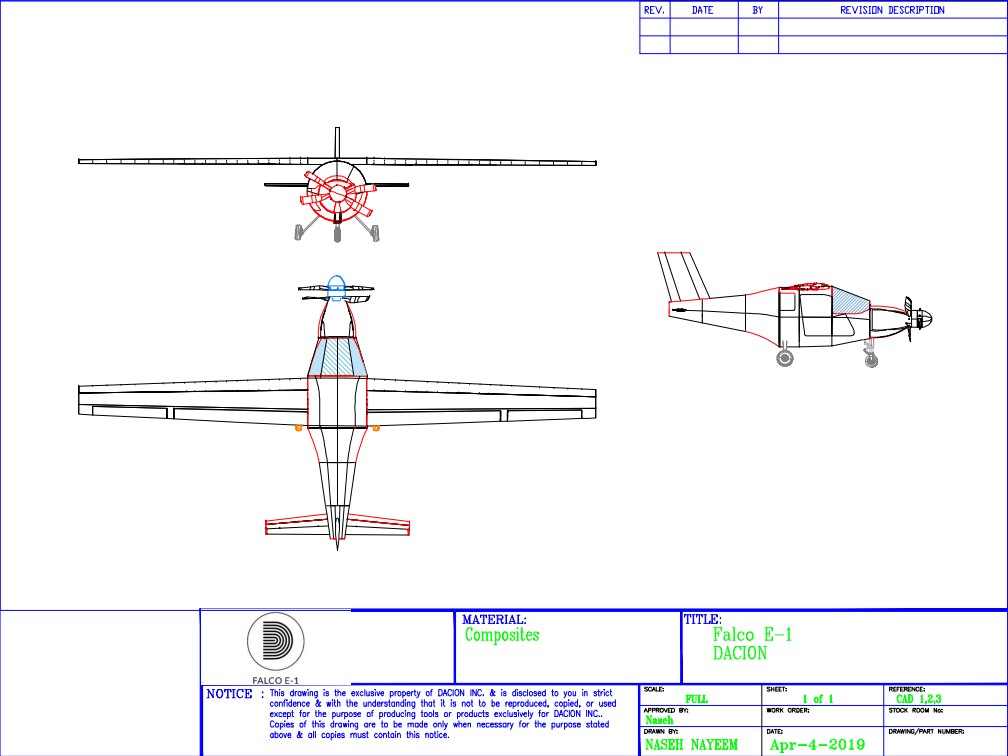 REV. DATE BY REVISION DESCRIPTION
FALCO E-1
MATERIAL:
Composites
TITLE:
Falco E-1
DACION
NOTICE : This drawing is the exclusive property of DACION INC. & is disclosed to you in strict
confidence & with the understanding that it is not to be reproduced, copied, or used
except for the purpose of producing tools or products exclusively for DACION INC..
Copies of this drawing are to be made only when necessary for the purpose stated
above & all copies must contain this notice.
SCALE:
FULL
SHEET:
1 of 1
REFERENCE:
CAD 1,2,3
APPROVED BY:
Naseh
WORK ORDER:
STOCK ROOM No:
DRAWN BY:
NASEH NAYEEM
DATE:
Apr-4-2019
DRAWING/PART NUMBER: